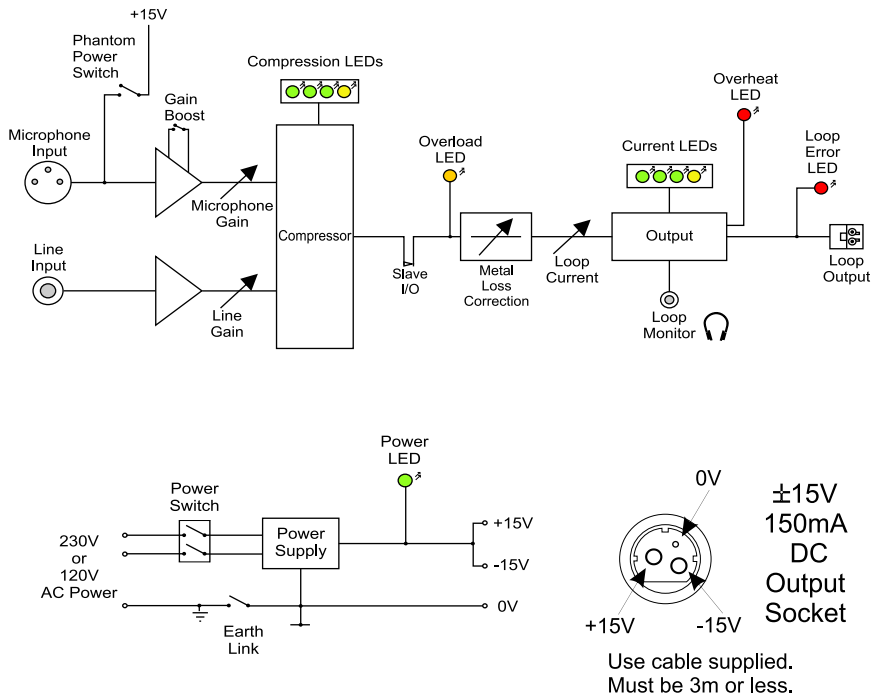 +15V
Phantom
Power
Switch
Gain
Boost
Microphone
Input
Microphone
Gain
Line
Input
Line
Gain
Compression LEDs
Compressor
Slave
I/O
Overload
LED
Metal
Loss
Correction
Loop
Current
Current LEDs
Output
Loop
Monitor
Overheat
LED
Loop
Error
LED
Loop
Output
Power
LED
Power
Switch
230V
or
120V
AC Power
Power
Supply
+15V
-15V
0V
Earth
Link
0V
+15V
-15V
±15V
150mA
DC
Output
Socket
Use cable supplied.
Must be 3m or less.